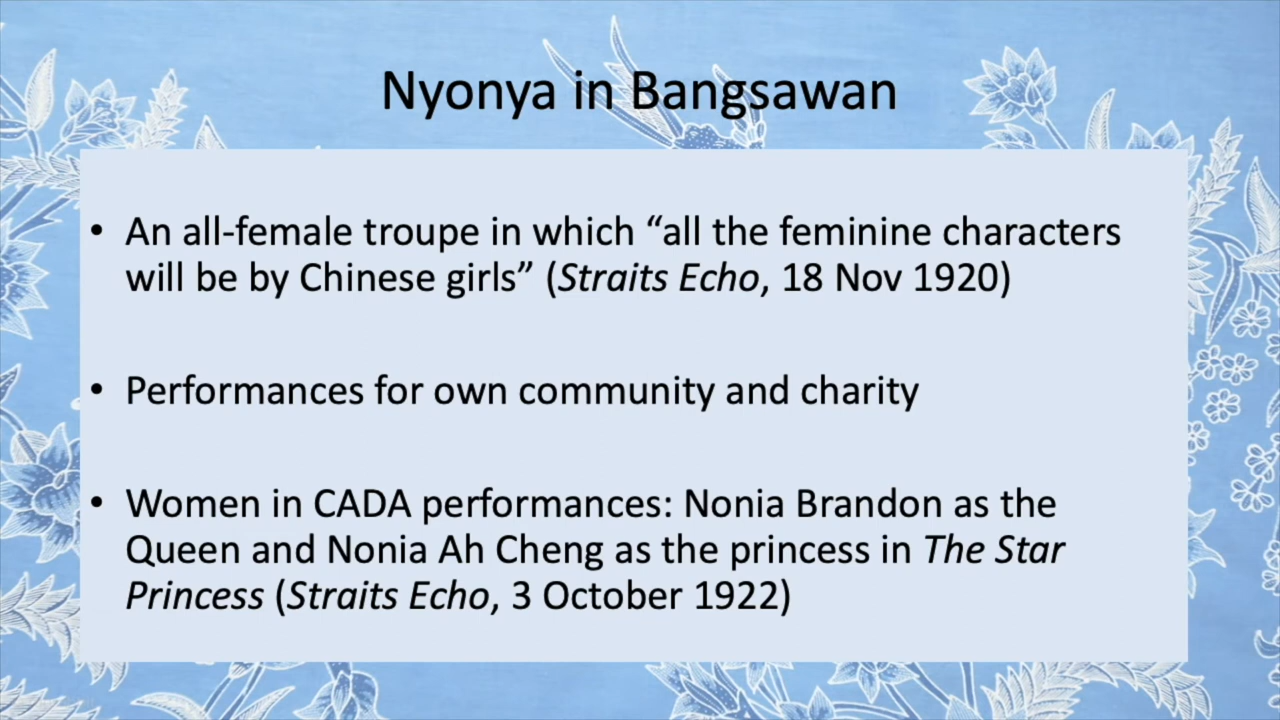 Nyonya in Bangsawan
• An all-female troupe in which “all the feminine characters
will be by Chinese girls” (Straits Echo, 18 Nov 1920)
• Performances for own community and charity
• Women in CADA performances: Nonia Brandon as the
Queen and Nonia Ah Cheng as the princess in The Star
Princess (Straits Echo, 3 October 1922)